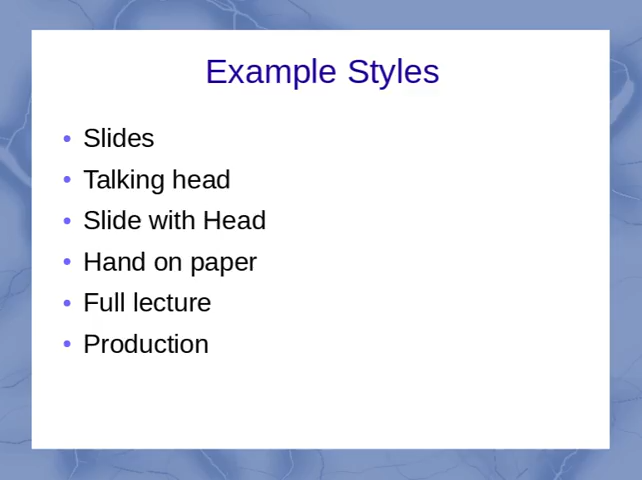 Example Styles
Slides
Talking head
Slide with Head
Hand on paper
Full lecture
Production